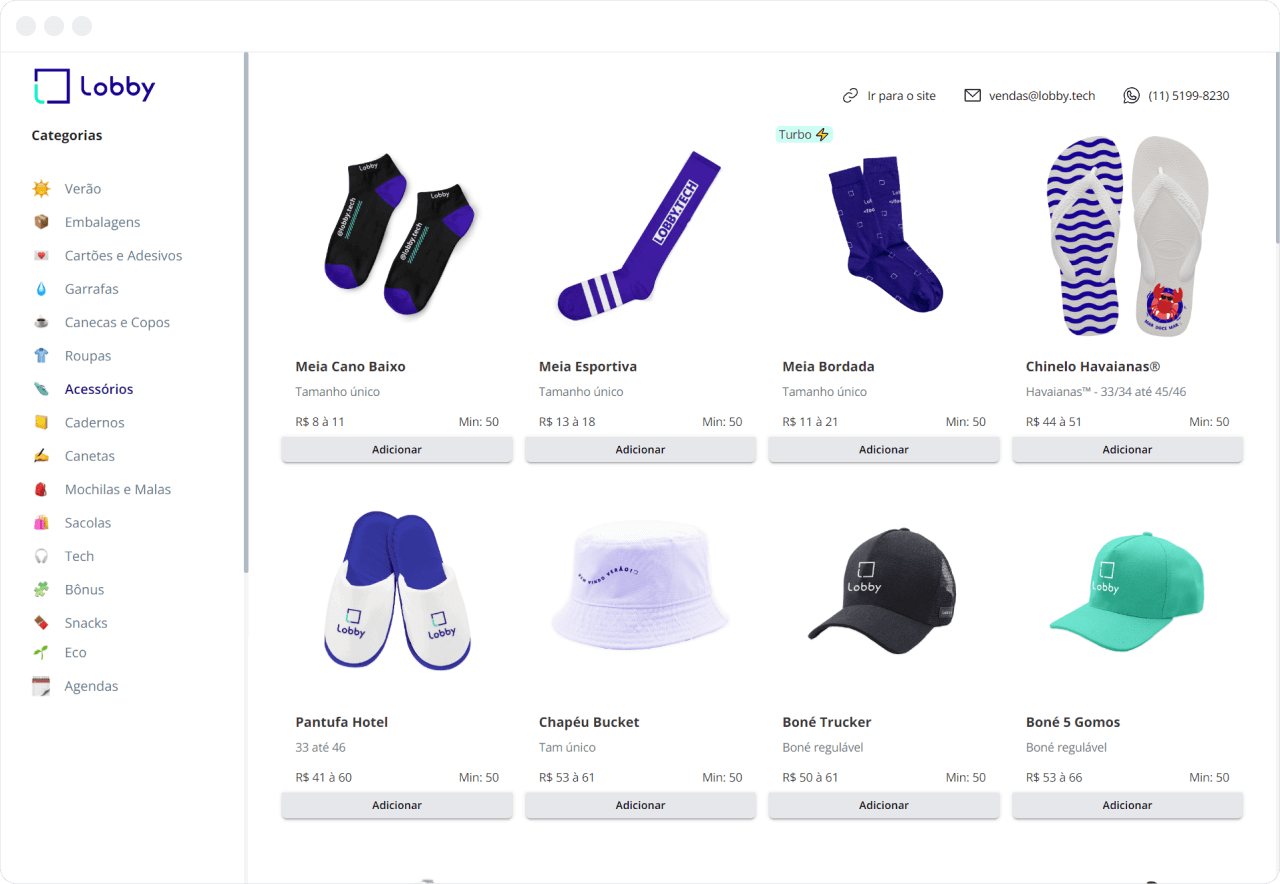 Lobby
Categorias
Verão
Embalagens
Cartões e Adesivos
Garrafas
Canecas e Copos
Roupas
Acessórios
Cadernos
Canetas
Mochilas e Malas
Sacolas
Tech
Bônus
Snacks
Eco
Agendas
Ir para o site
vendas@lobby.tech
(11) 5199-8230
Turbo
Lobby
@lobby.tech
Lobby
@lobby.tech
LOBBY.TECH
Meia Cano Baixo
Tamanho único
R$ 8 à 11
Min: 50
Adicionar
Meia Esportiva
Tamanho único
R$ 13 à 18
Min: 50
Adicionar
Meia Bordada
Tamanho único
R$ 11 à 21
Min: 50
Adicionar
Chinelo Havaianas®
Havaianas™ - 33/34 até 45/46
R$ 44 à 51
Min: 50
Adicionar
Lobby
Lobby
BEM VINDO VERÃO!
Lobby
Lobby
Pantufa Hotel
33 até 46
R$ 41 à 60
Min: 50
Adicionar
Chapéu Bucket
Tam único
R$ 53 à 61
Min: 50
Adicionar
Boné Trucker
Boné regulável
R$ 50 à 61
Min: 50
Adicionar
Boné 5 Gomos
Boné regulável
R$ 53 à 66
Min: 50
Adicionar